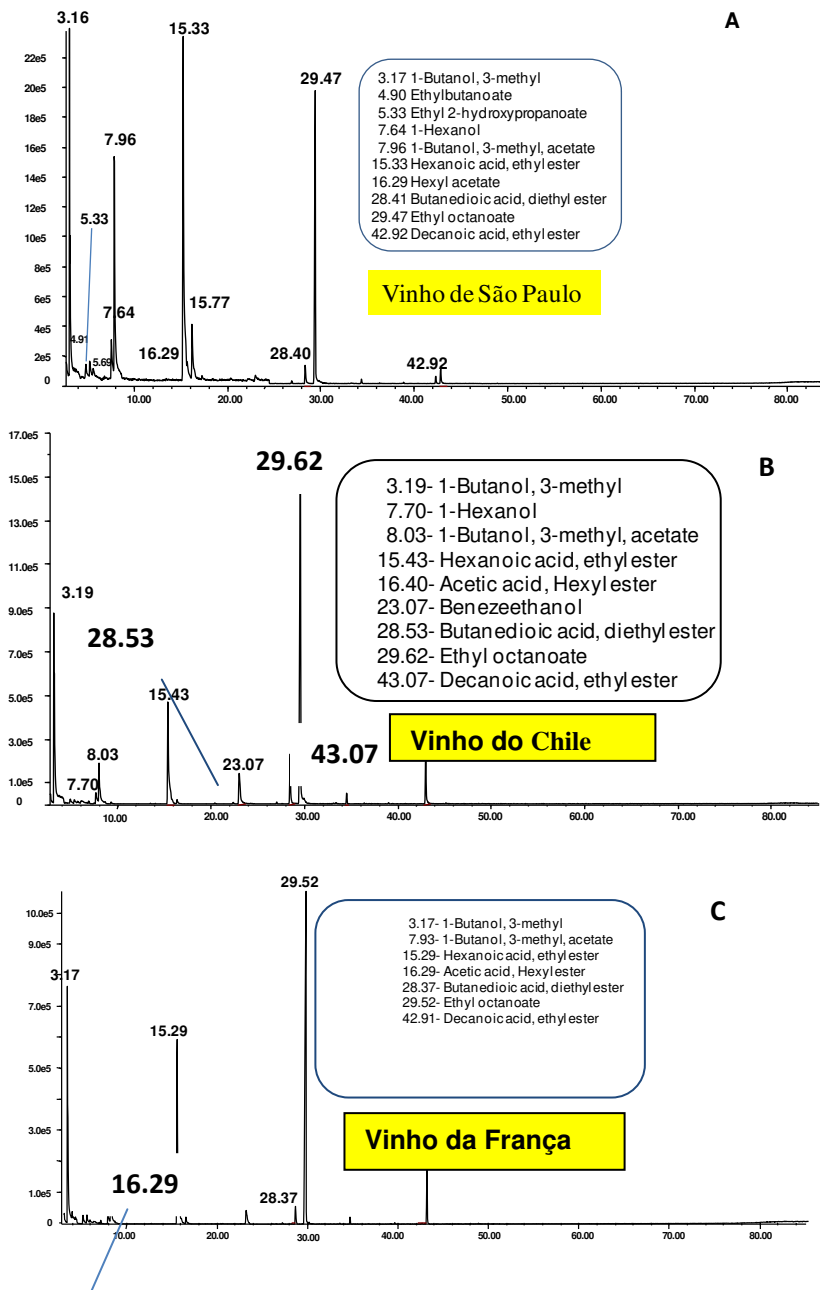 A
3.16
15.33
29.47
7.96
5.33
7.64
15.77
4.91
5.69
16.29
28.40
42.92
22e5
20e5
18e5
16e5
14e5
12e5
10e5
8e5
6e5
4e5
2e5
0
10.00 20.00 30.00 40.00 50.00 60.00 70.00 80.00
3.17 1-Butanol, 3-methyl
4.90 Ethylbutanoate
5.33 Ethyl 2-hydroxypropanoate
7.64 1-Hexanol
7.96 1-Butanol, 3-methyl, acetate
15.33 Hexanoic acid, ethyl ester
16.29 Hexyl acetate
28.41 Butanedioic acid, diethyl ester
29.47 Ethyl octanoate
42.92 Decanoic acid, ethyl ester
Vinho de São Paulo
B
29.62
3.19
28.53
15.43
8.03
7.70
23.07
43.07
17.0e5
15.0e5
13.0e5
11.0e5
9.0e5
7.0e5
5.0e5
3.0e5
1.0e5
0
10.00 20.00 30.00 40.00 50.00 60.00 70.00 80.00
3.19- 1-Butanol, 3-methyl
7.70- 1-Hexanol
8.03- 1-Butanol, 3-methyl, acetate
15.43- Hexanoic acid, ethyl ester
16.40- Acetic acid, Hexyl ester
23.07- Benezeethanol
28.53- Butanedioic acid, diethyl ester
29.62- Ethyl octanoate
43.07- Decanoic acid, ethyl ester
Vinho do Chile
C
29.52
3.17
15.29
16.29
28.37
10.0e5
9.0e5
7.0e5
5.0e5
3.0e5
1.0e5
0
10.00 20.00 30.00 40.00 50.00 60.00 70.00 80.00
3.17- 1-Butanol, 3-methyl
7.93- 1-Butanol, 3-methyl, acetate
15.29- Hexanoic acid, ethyl ester
16.29- Acetic acid, Hexyl ester
28.37- Butanedioic acid, diethyl ester
29.52- Ethyl octanoate
42.91- Decanoic acid, ethyl ester
Vinho da França